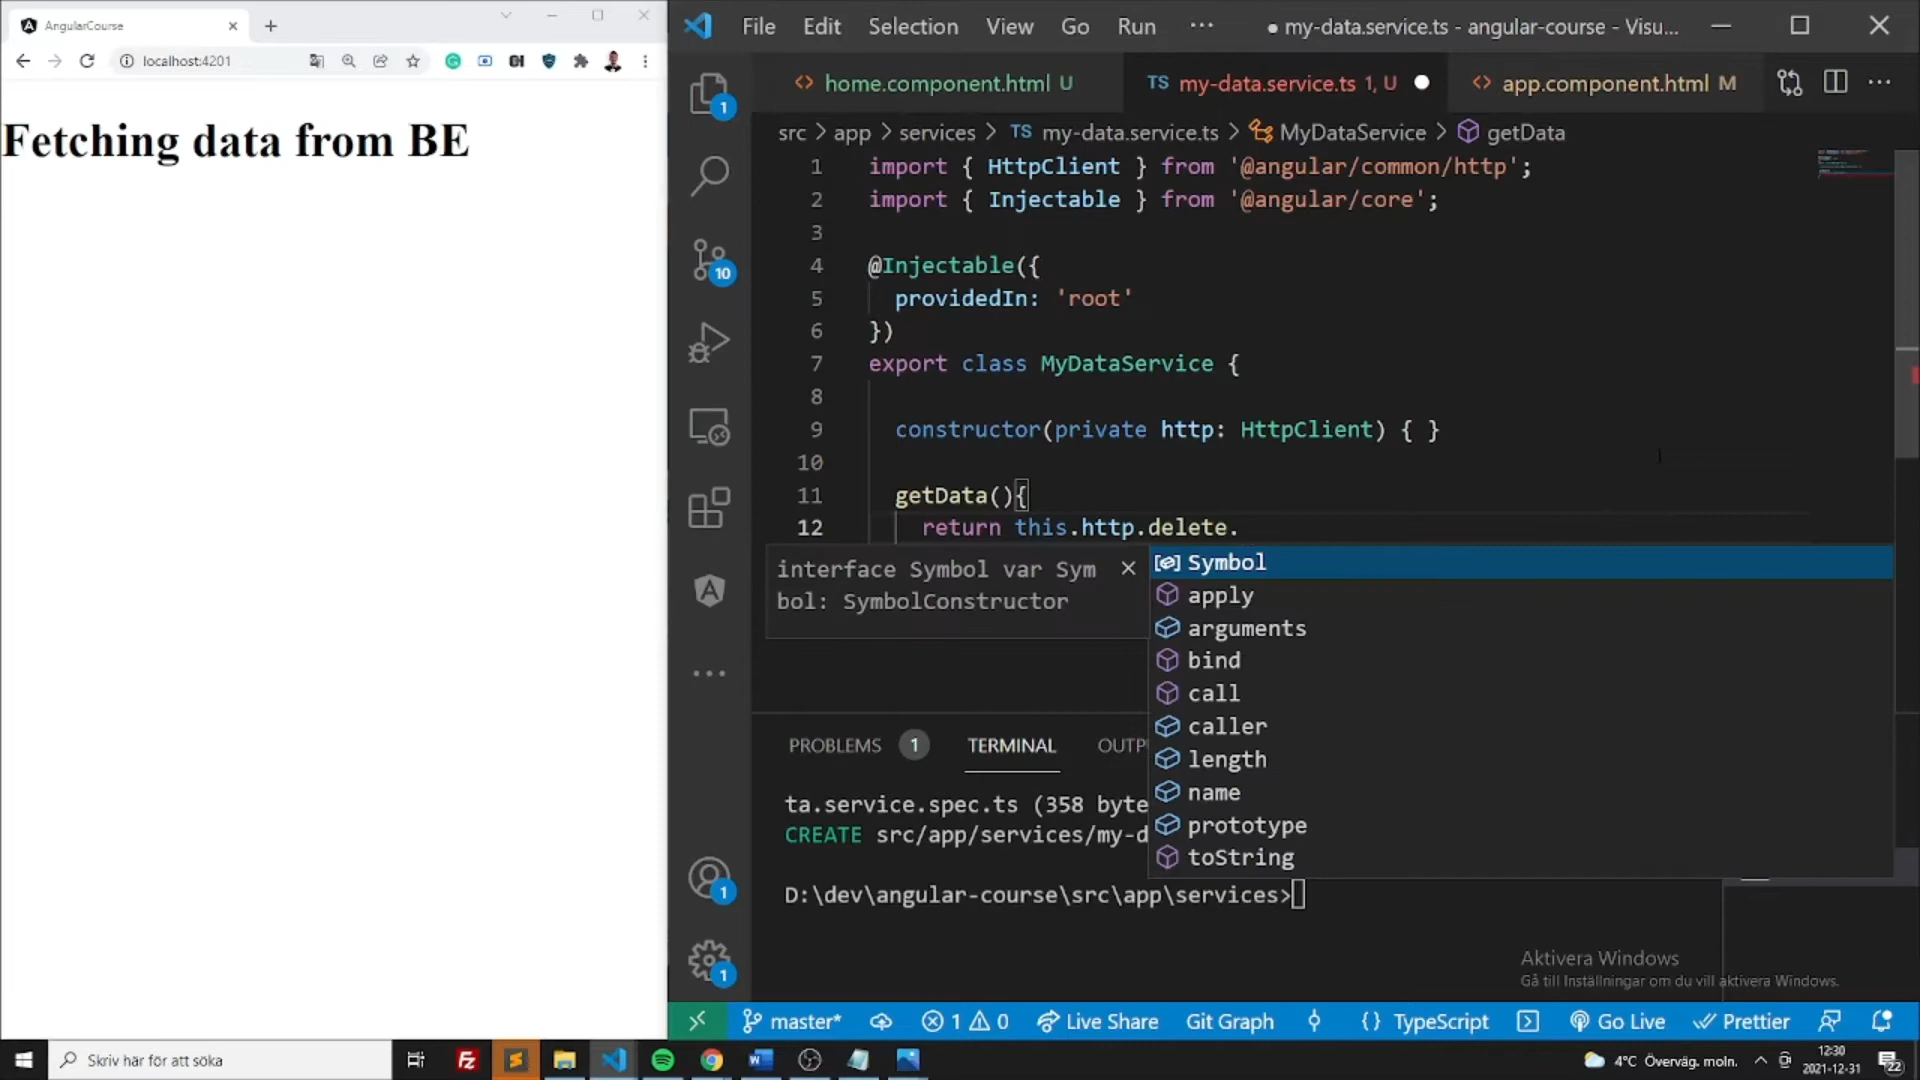 AngularCourse
localhost:4201
Fetching data from BE
File Edit Selection View Go Run ··· ● my-data.service.ts - angular-course - Visu...
home.component.html U TS my-data.service.ts 1, U app.component.html M
src > app > services > TS my-data.service.ts > MyDataService > getData
1 import { HttpClient } from '@angular/common/http';
2 import { Injectable } from '@angular/core';
3
4 @Injectable({
5 providedIn: 'root'
6 })
7 export class MyDataService {
8
9 constructor(private http: HttpClient) { }
10
11 getData(){
12 return this.http.delete.
interface Symbol var Sym
bol: SymbolConstructor
Symbol
apply
arguments
bind
call
caller
length
name
prototype
toString
1
10
1
1
PROBLEMS 1 TERMINAL OUTP
ta.service.spec.ts (358 byte
CREATE src/app/services/my-d
D:\dev\angular-course\src\app\services>
Aktivera Windows
Gå till Inställningar om du vill aktivera Windows.
master* 1 0 Live Share Git Graph {} TypeScript Go Live Prettier
Skriv här för att söka
4°C Överväg. moln.
12:30
2021-12-31
22